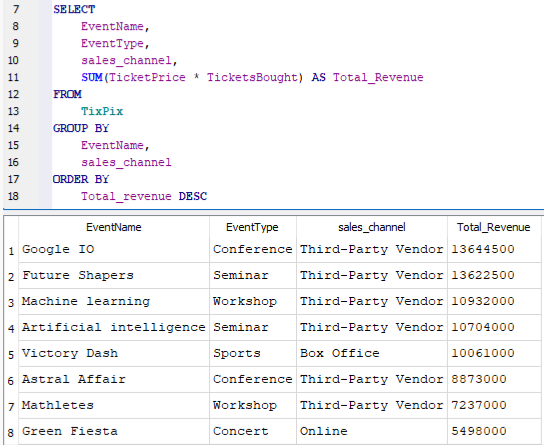 7 SELECT
8 EventName,
9 EventType,
10 sales_channel,
11 SUM(TicketPrice * TicketsBought) AS Total_Revenue
12 FROM
13 TixPix
14 GROUP BY
15 EventName,
16 sales_channel
17 ORDER BY
18 Total_revenue DESC
EventName EventType sales_channel Total_Revenue
1 Google IO Conference Third-Party Vendor 13644500
2 Future Shapers Seminar Third-Party Vendor 13622500
3 Machine learning Workshop Third-Party Vendor 10932000
4 Artificial intelligence Seminar Third-Party Vendor 10704000
5 Victory Dash Sports Box Office 10061000
6 Astral Affair Conference Third-Party Vendor 8873000
7 Mathletes Workshop Third-Party Vendor 7237000
8 Green Fiesta Concert Online 5498000